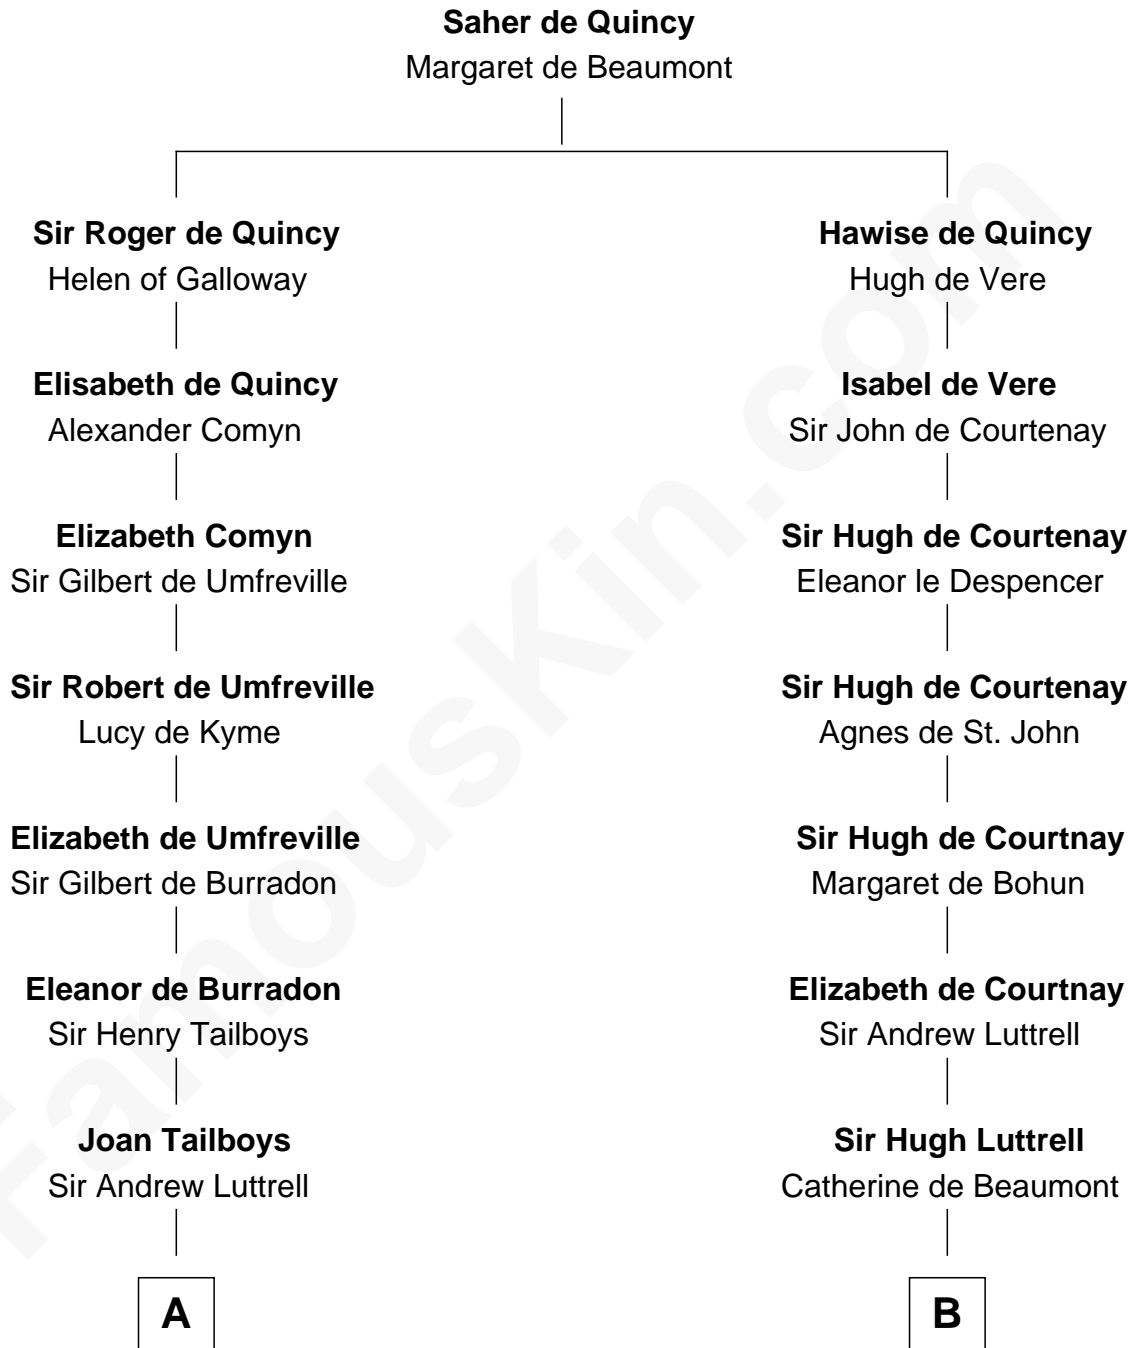 Saher de Quincy
Margaret de Beaumont
Sir Roger de Quincy
Helen of Galloway
Hawise de Quincy
Hugh de Vere
Elisabeth de Quincy
Alexander Comyn
Isabel de Vere
Sir John de Courtenay
Elizabeth Comyn
Sir Gilbert de Umfreville
Sir Hugh de Courtenay
Eleanor le Despencer
Sir Robert de Umfreville
Lucy de Kyme
Sir Hugh de Courtenay
Agnes de St. John
Elizabeth de Umfreville
Sir Gilbert de Burradon
Sir Hugh de Courtnay
Margaret de Bohun
Eleanor de Burradon
Sir Henry Tailboys
Elizabeth de Courtnay
Sir Andrew Luttrell
Joan Tailboys
Sir Andrew Luttrell
Sir Hugh Luttrell
Catherine de Beaumont
A
B
FamousKin.com